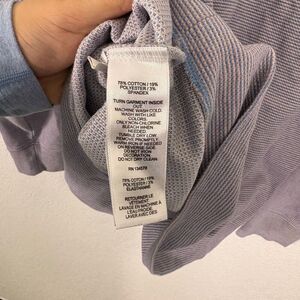 78% COTTON / 19%
POLYESTER / 3%
SPANDEX
TURN GARMENT INSIDE
OUT
MACHINE WASH COLD.
WASH WITH LIKE
COLORS
ONLY NON-CHLORINE
BLEACH WHEN
NEEDED
TUMBLE DRY LOW.
REMOVE PROMPTLY.
WARM IRON IF NEEDED
ON REVERSE SIDE.
DO NOT IRON
DECORATION
DO NOT DRY CLEAN
78% COTON / 19%
POLYESTER / 3%
ÉLASTHANNE
RETOURNER LE
VÊTEMENT
LAVAGE EN MACHINE À
L'EAU FROIDE.
LAVER AVEC DES